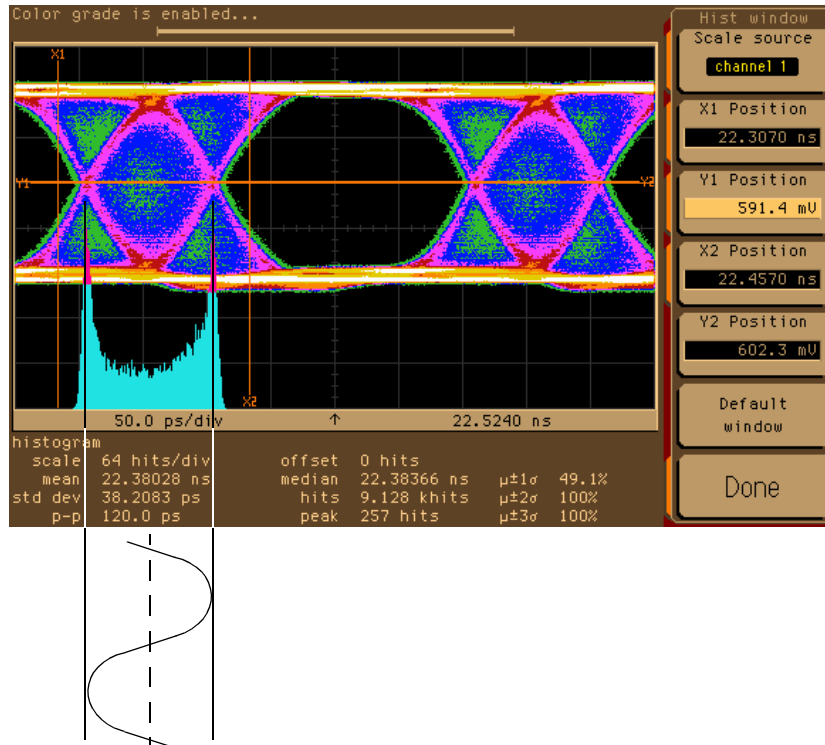 Color grade is enabled...
X1
Y1
Y2
X2
50.0 ps/div
↑
22.5240 ns
histogram
scale 64 hits/div offset 0 hits
mean 22.38028 ns median 22.38366 ns µ±1σ 49.1%
std dev 38.2083 ps hits 9.128 khits µ±2σ 100%
p-p 120.0 ps peak 257 hits µ±3σ 100%
Hist window
Scale source
channel 1
X1 Position
22.3070 ns
Y1 Position
591.4 mV
X2 Position
22.4570 ns
Y2 Position
602.3 mV
Default
window
Done